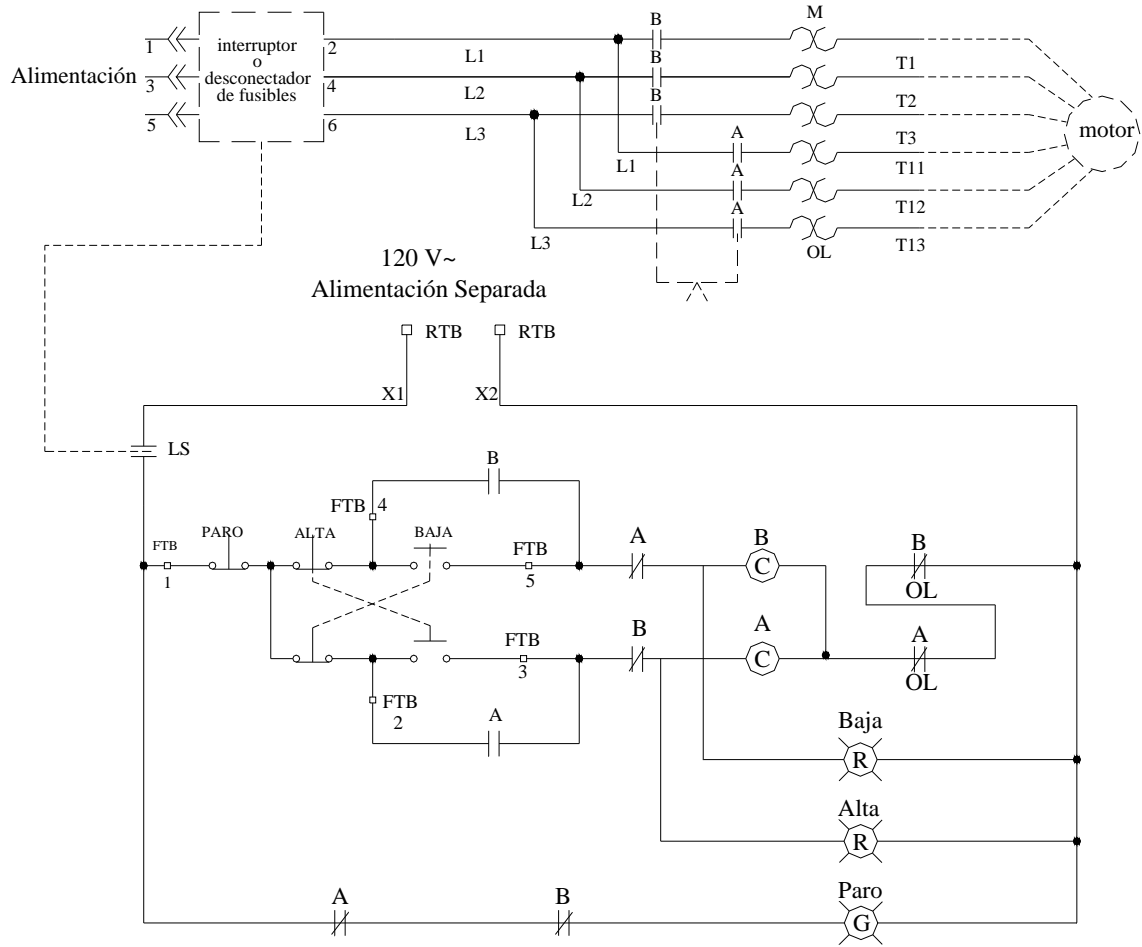 M
B
1
2
interruptor
o
desconectador
de fusibles
L1
B
T1
Alimentación
3
4
L2
B
T2
5
6
L3
A
T3
motor
L1
A
T11
L2
A
T12
L3
OL
T13
120 V~
Alimentación Separada
RTB
RTB
X1
X2
LS
B
FTB
4
FTB
1
PARO
ALTA
BAJA
FTB
5
A
B
C
B
OL
FTB
3
B
A
C
A
OL
FTB
2
A
Baja
R
Alta
R
A
B
Paro
G